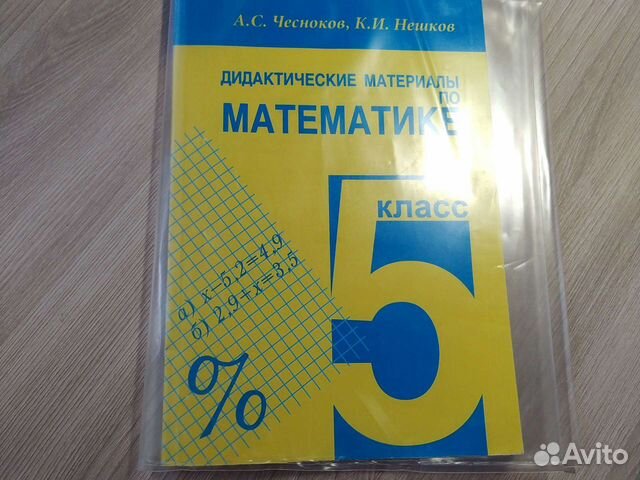 А.С. Чесноков, К.И. Нешков
ДИДАКТИЧЕСКИЕ МАТЕРИАЛЫ
ПО
МАТЕМАТИКЕ
класс
5
а) x-5,2=4,9
б) 2,9+x=3,5
%
Avito